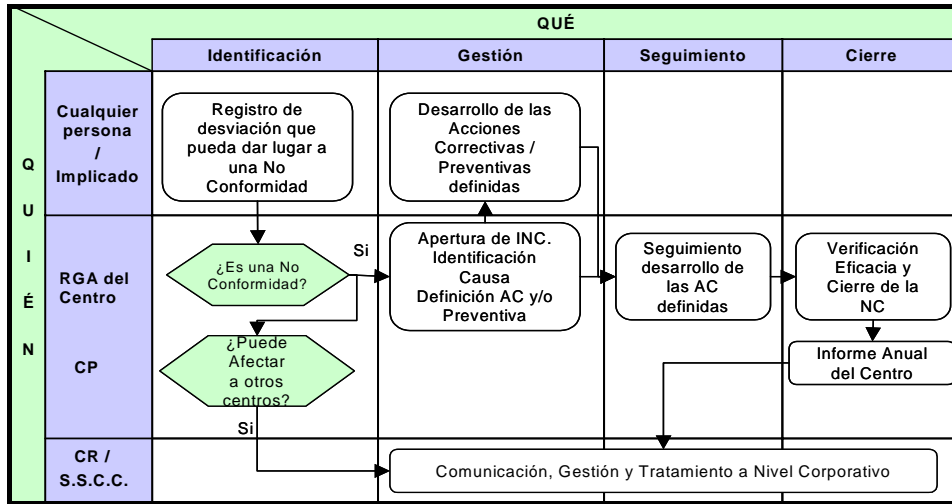 QUÉ
Identificación
Gestión
Seguimiento
Cierre
Q
U
I
É
N
Cualquier
persona
/
Implicado
Registro de
desviación que
pueda dar lugar a
una No
Conformidad
Desarrollo de las
Acciones
Correctivas /
Preventivas
definidas
RGA del
Centro
¿Es una No
Conformidad?
Si
Apertura de INC.
Identificación
Causa
Definición AC y/o
Preventiva
Seguimiento
desarrollo de
las AC
definidas
Verificación
Eficacia y
Cierre de la
NC
CP
¿Puede
Afectar
a otros
centros?
Si
Informe Anual
del Centro
CR /
S.S.C.C.
Comunicación, Gestión y Tratamiento a Nivel Corporativo